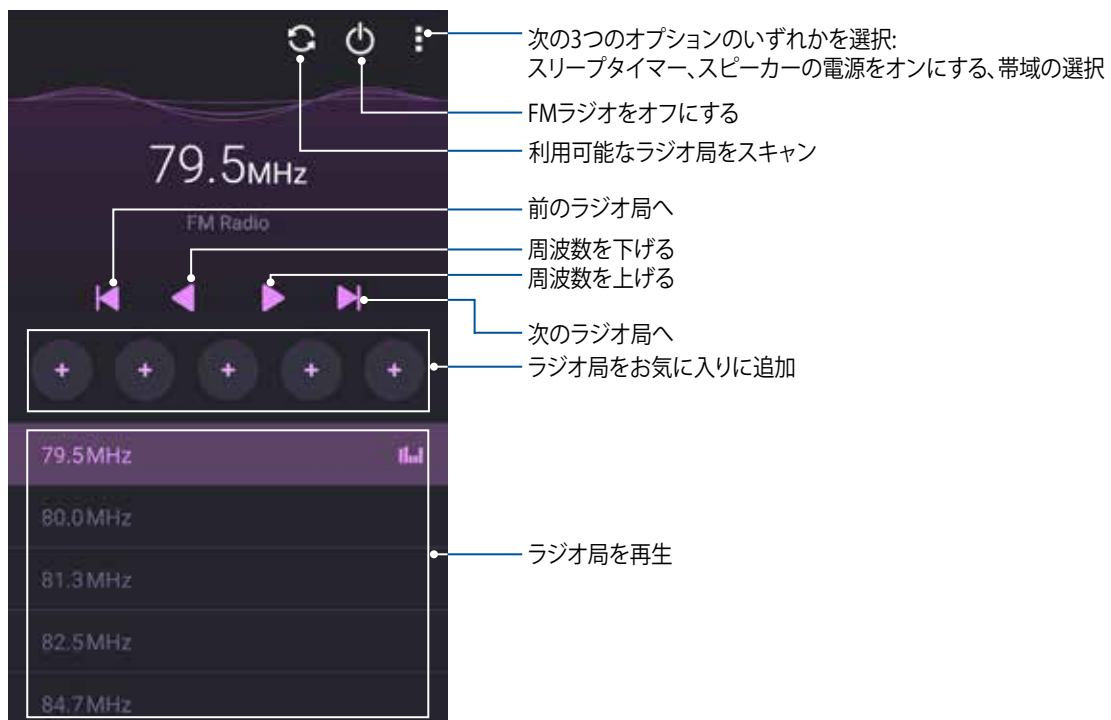 次の3つのオプションのいずれかを選択:
スリープタイマー、スピーカーの電源をオンにする、帯域の選択
FMラジオをオフにする
利用可能なラジオ局をスキャン
79.5MHz
FM Radio
前のラジオ局へ
周波数を下げる
周波数を上げる
次のラジオ局へ
ラジオ局をお気に入りに追加
79.5MHz
80.0MHz
ラジオ局を再生
81.3MHz
82.5MHz
84.7MHz